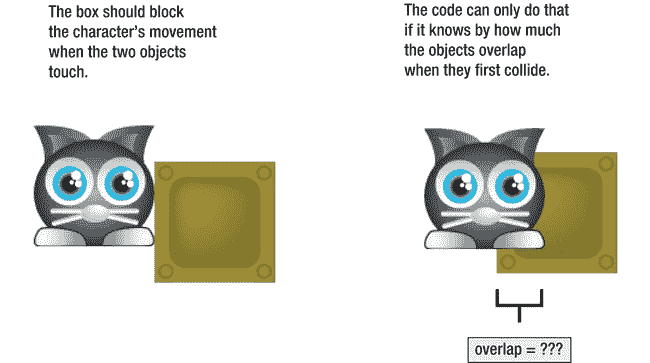 The box should block
the character's movement
when the two objects
touch.
The code can only do that
if it knows by how much
the objects overlap
when they first collide.
overlap = ???